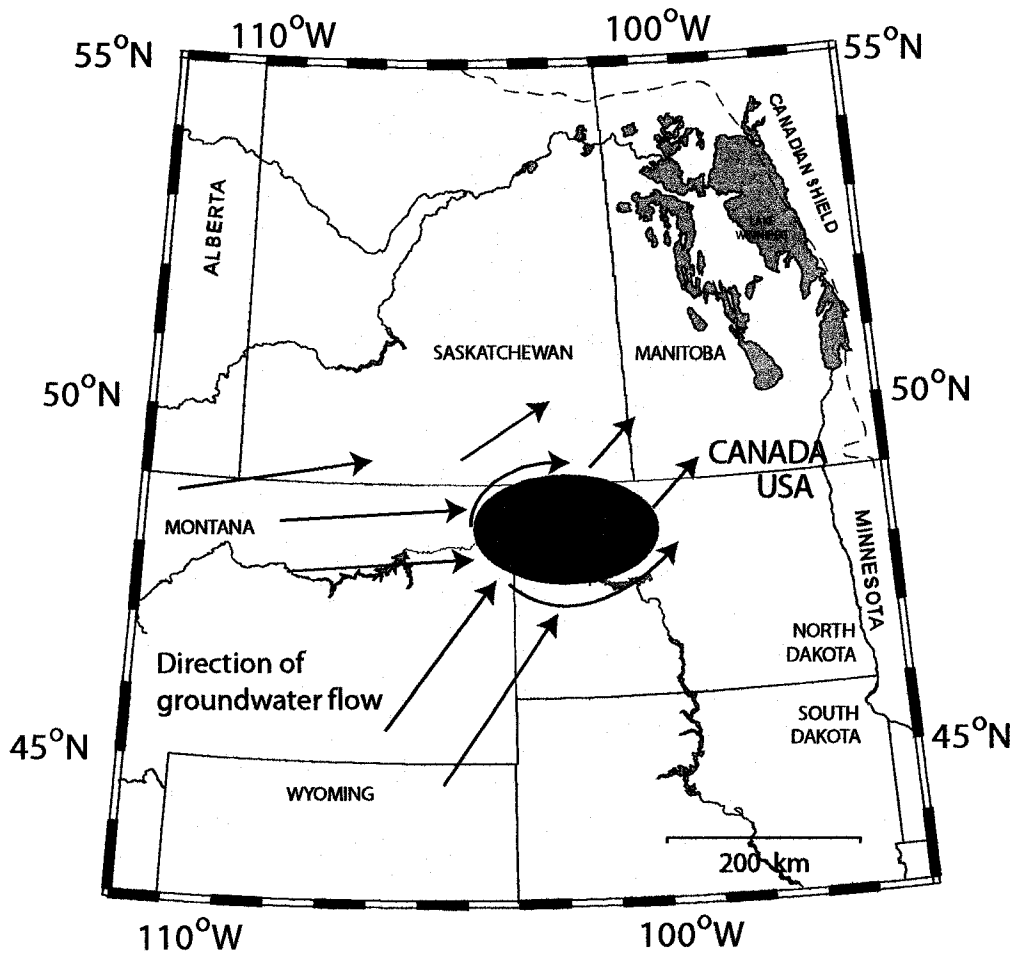 110°W
100°W
55°N
55°N
CANADIAN SHIELD
ALBERTA
LAKE
SASKATCHEWAN
MANITOBA
50°N
50°N
CANADA
USA
MONTANA
MINNESOTA
NORTH
DAKOTA
Direction of
groundwater flow
SOUTH
DAKOTA
45°N
45°N
WYOMING
200 km
110°W
100°W